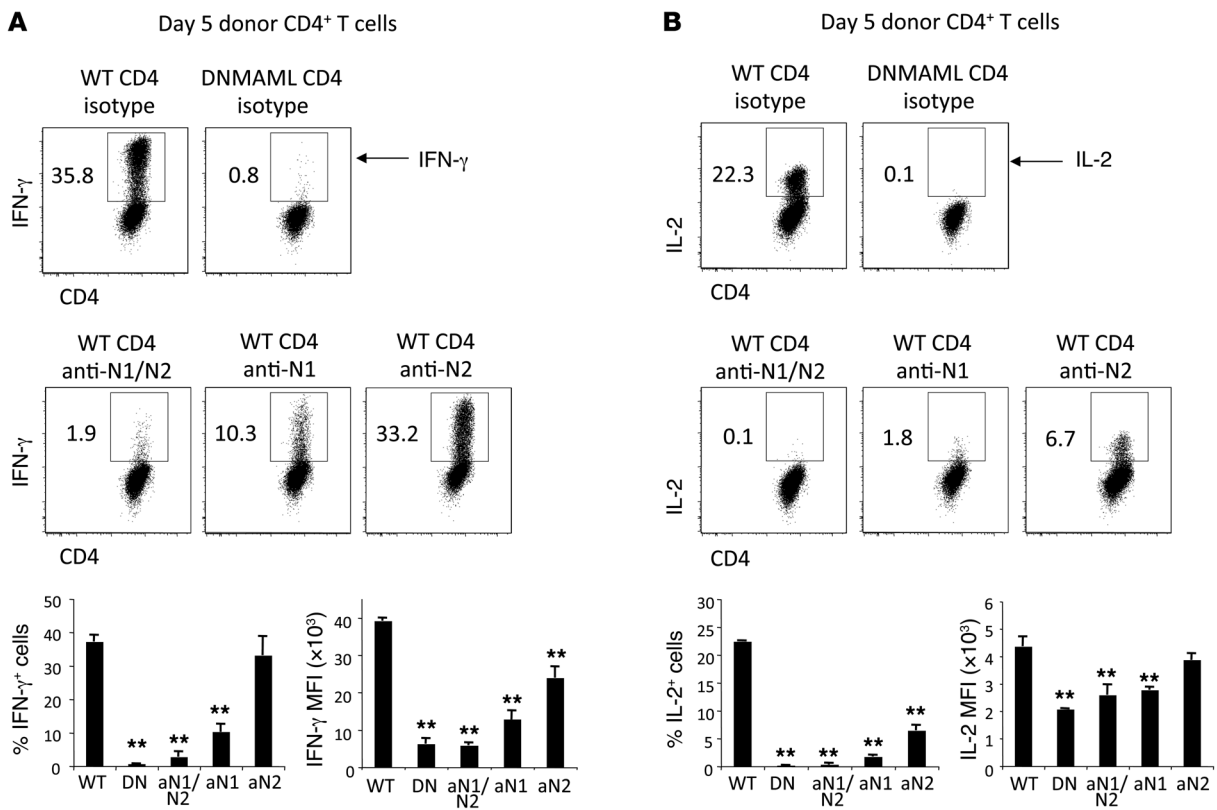 A
Day 5 donor CD4⁺ T cells
WT CD4
isotype
DNMAML CD4
isotype
IFN-γ
35.8
0.8
IFN-γ
CD4
WT CD4
anti-N1/N2
WT CD4
anti-N1
WT CD4
anti-N2
IFN-γ
1.9
10.3
33.2
CD4
% IFN-γ⁺ cells
50
40
30
20
10
0
**
**
**
WT
DN
aN1/
N2
aN1
aN2
IFN-γ MFI (×10³)
40
30
20
10
0
**
**
**
**
WT
DN
aN1/
N2
aN1
aN2
B
Day 5 donor CD4⁺ T cells
WT CD4
isotype
DNMAML CD4
isotype
IL-2
22.3
0.1
IL-2
CD4
WT CD4
anti-N1/N2
WT CD4
anti-N1
WT CD4
anti-N2
IL-2
0.1
1.8
6.7
CD4
% IL-2⁺ cells
30
25
20
15
10
5
0
**
**
**
**
WT
DN
aN1/
N2
aN1
aN2
IL-2 MFI (×10³)
6
5
4
3
2
1
0
**
**
**
WT
DN
aN1/
N2
aN1
aN2